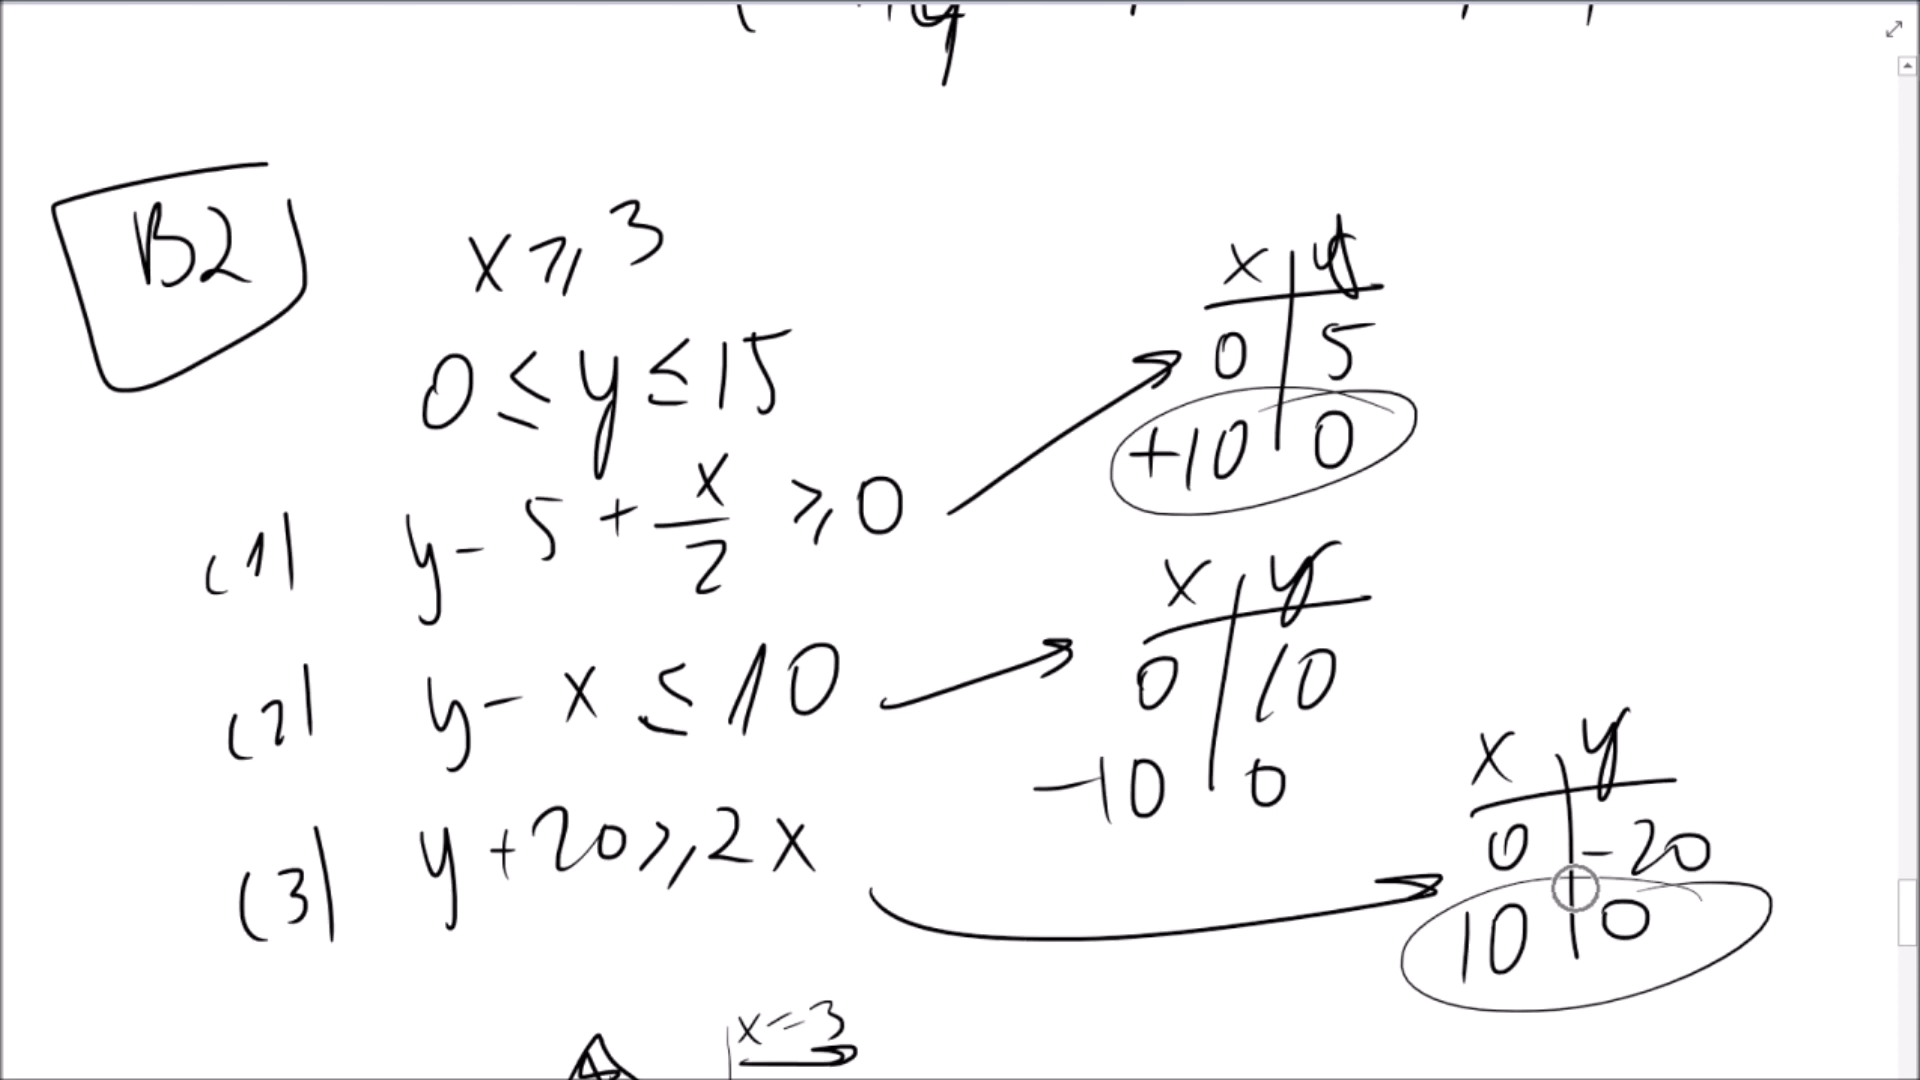 B2
x ≥ 3
0 ≤ y ≤ 15
(1) y - 5 + x/2 ≥ 0
(2) y - x ≤ 10
(3) y + 20 ≥ 2x
x | y
0 | 5
+10 | 0
x | y
0 | 10
-10 | 0
x | y
0 | -20
10 | 0
x = 3